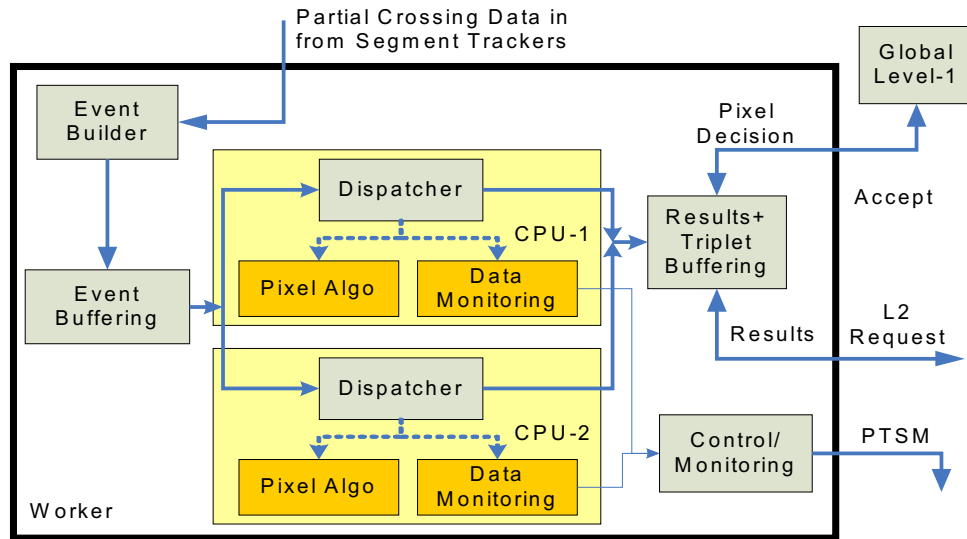 Partial Crossing Data in
from Segment Trackers
Global
Level-1
Event
Builder
Pixel
Decision
Dispatcher
Accept
Results+
Triplet
Buffering
CPU-1
Pixel Algo
Data
Monitoring
Event
Buffering
Results
L2
Request
Dispatcher
CPU-2
Pixel Algo
Data
Monitoring
Control/
Monitoring
PTSM
Worker